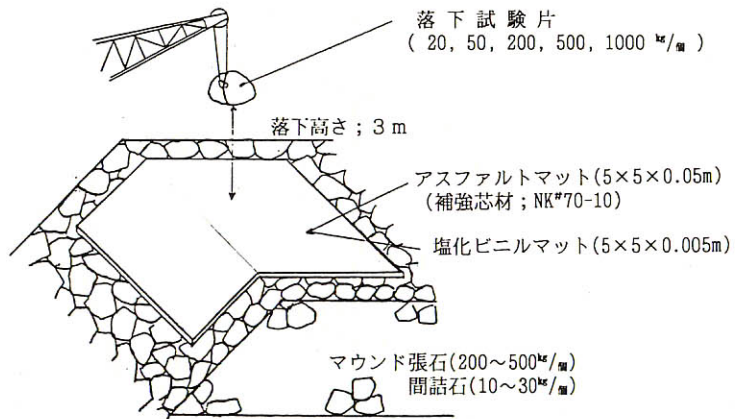 落下試験片
( 20, 50, 200, 500, 1000 kg/個 )
落下高さ ; 3 m
アスファルトマット(5×5×0.05m)
(補強芯材 ; NK#70-10)
塩化ビニルマット(5×5×0.005m)
マウンド張石(200～500kg/個)
間詰石(10～30kg/個)